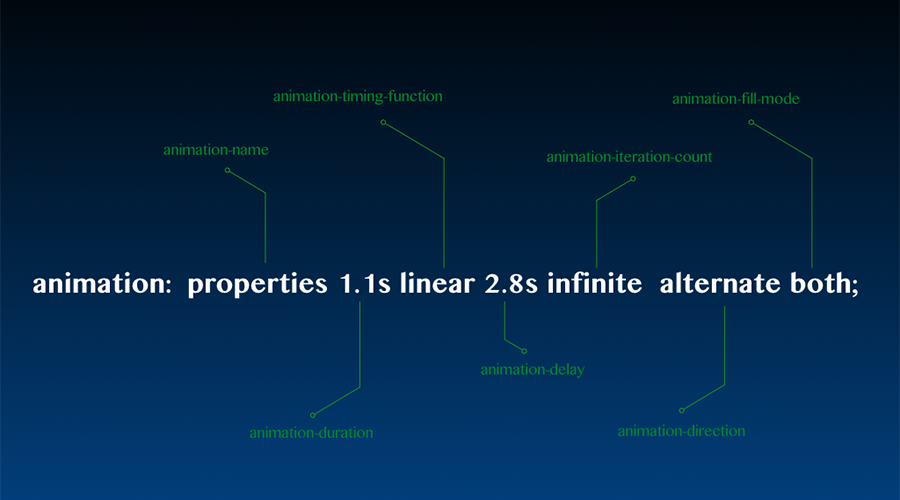 animation-timing-function
animation-fill-mode
animation-name
animation-iteration-count
animation: properties 1.1s linear 2.8s infinite alternate both;
animation-delay
animation-duration
animation-direction